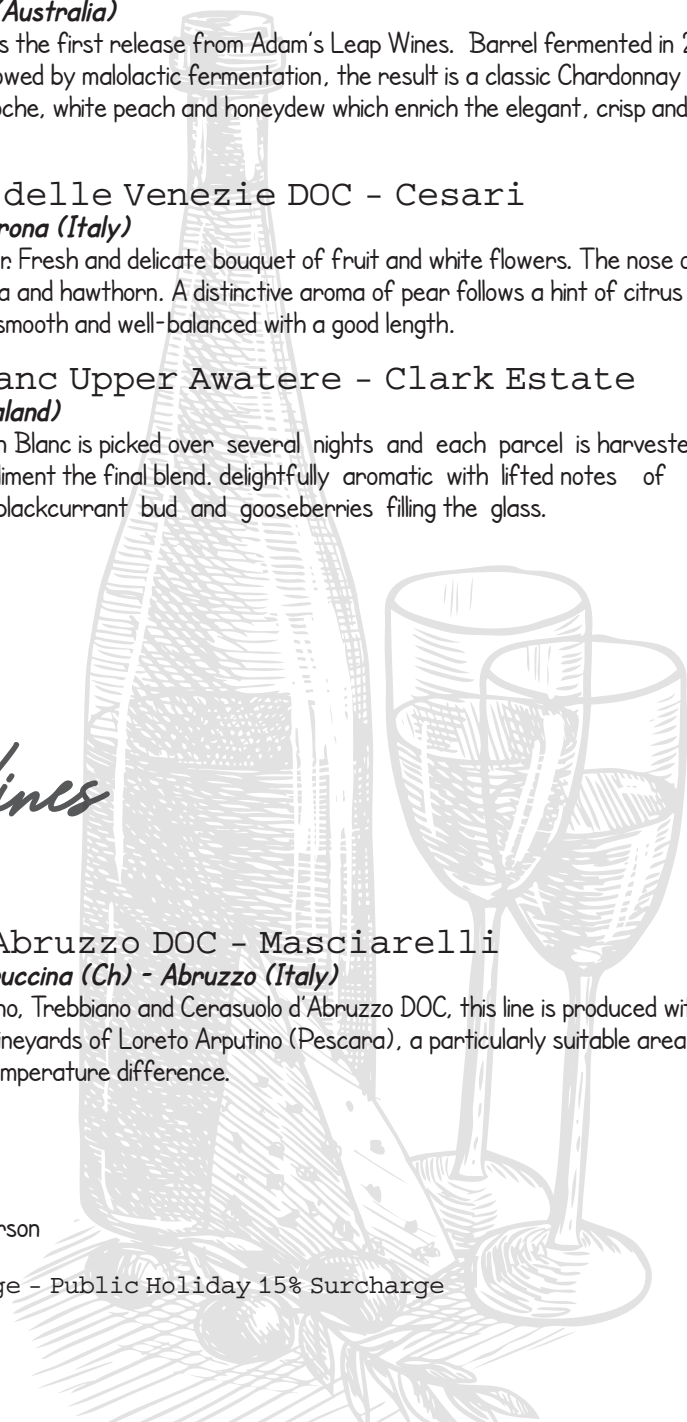 (Australia)
s the first release from Adam's Leap Wines. Barrel fermented in 2
owed by malolactic fermentation, the result is a classic Chardonnay
oche, white peach and honeydew which enrich the elegant, crisp and
delle Venezie DOC - Cesari
rona (Italy)
r. Fresh and delicate bouquet of fruit and white flowers. The nose o
a and hawthorn. A distinctive aroma of pear follows a hint of citrus
smooth and well-balanced with a good length.
anc Upper Awatere - Clark Estate
aland)
n Blanc is picked over several nights and each parcel is harveste
liment the final blend. delightfully aromatic with lifted notes of
blackcurrant bud and gooseberries filling the glass.
ines
Abruzzo DOC - Masciarelli
uccina (Ch) - Abruzzo (Italy)
no, Trebbiano and Cerasuolo d'Abruzzo DOC, this line is produced wi
ineyards of Loreto Arputino (Pescara), a particularly suitable area
mperature difference.
rson
ge - Public Holiday 15% Surcharge